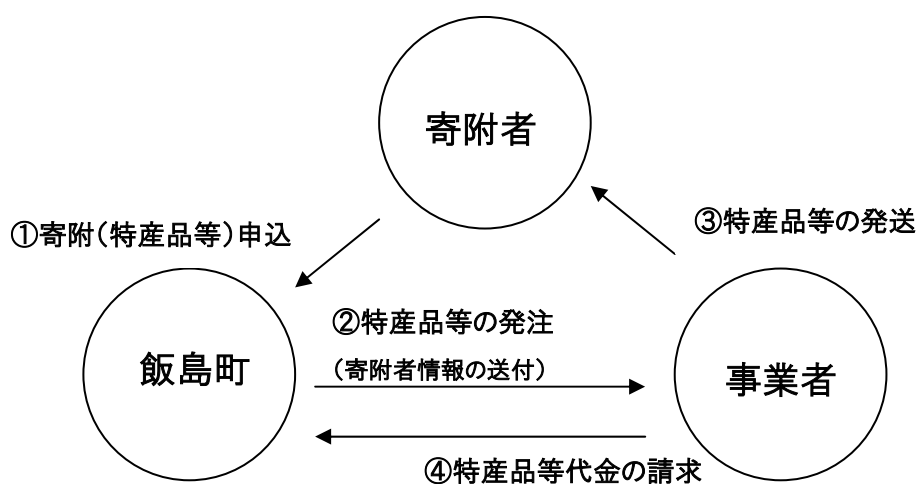 寄附者
①寄附(特産品等)申込
③特産品等の発送
②特産品等の発注
(寄附者情報の送付)
飯島町
事業者
④特産品等代金の請求